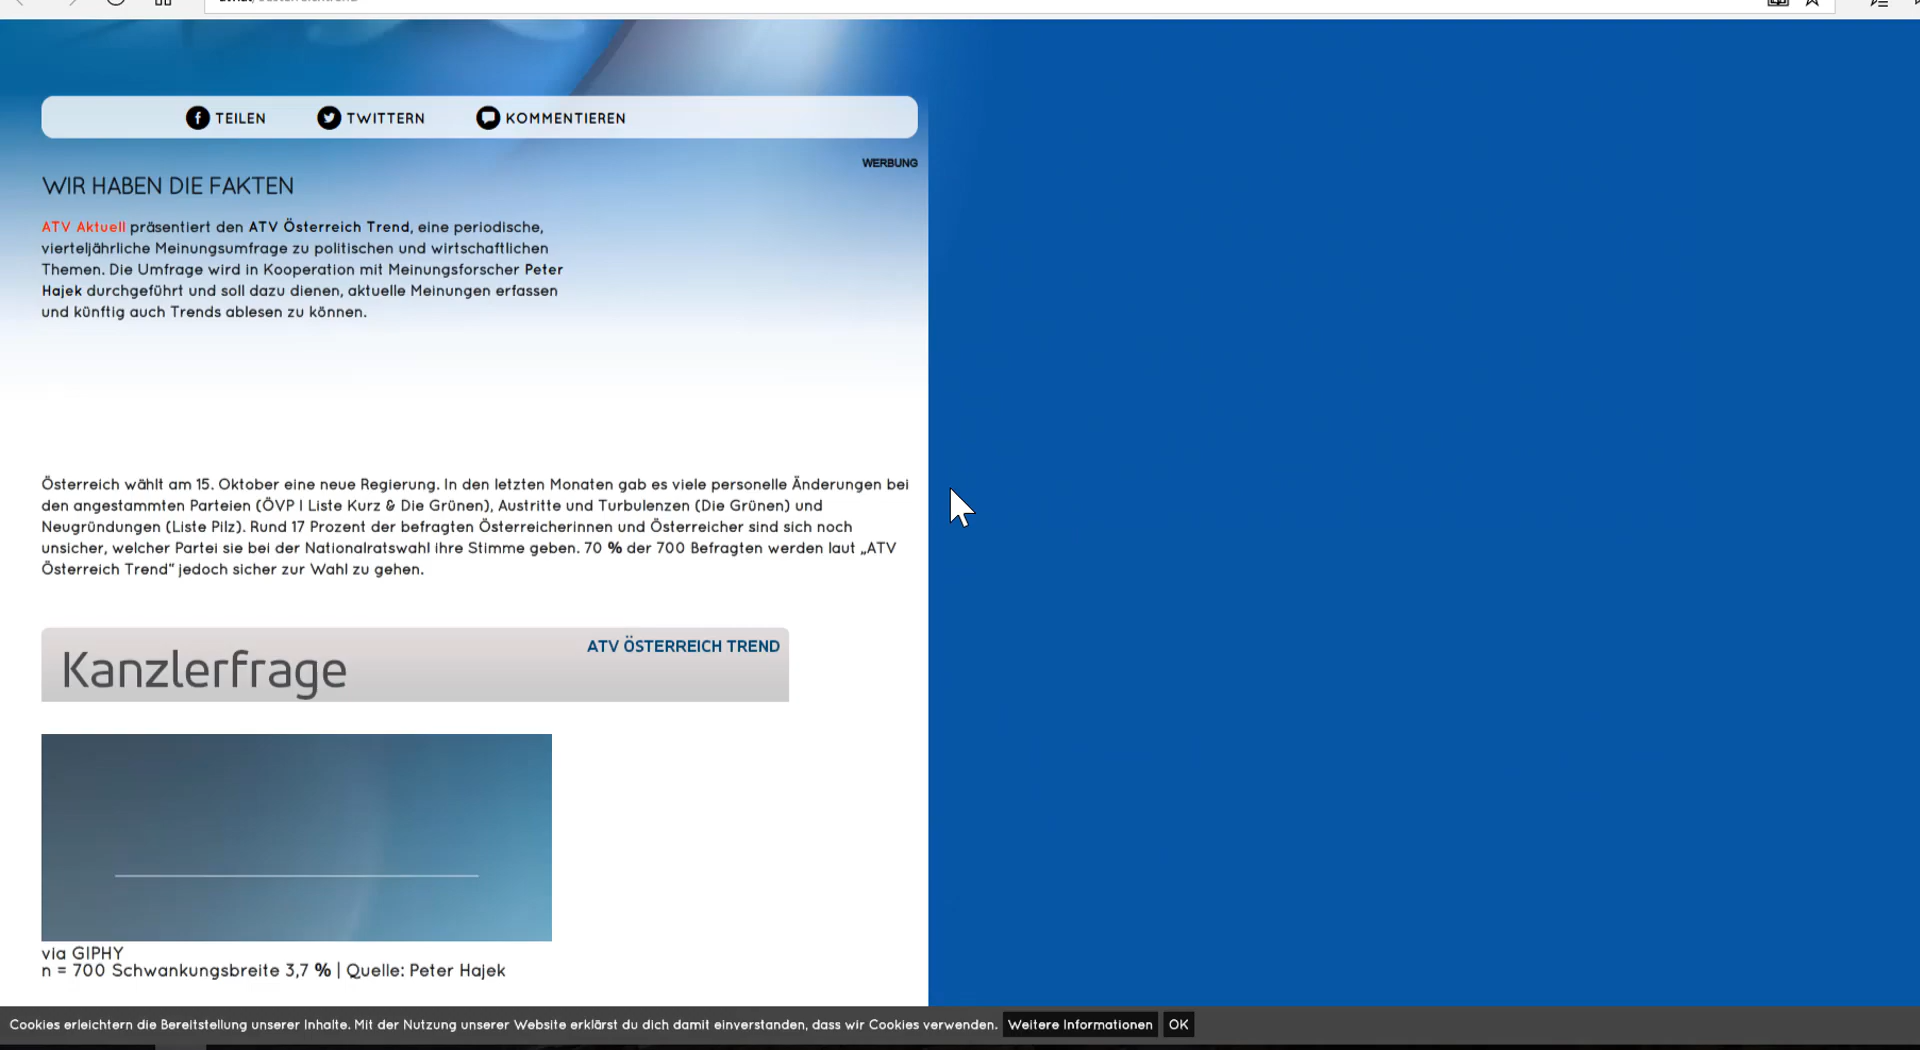 TEILEN TWITTERN KOMMENTIEREN
WERBUNG
WIR HABEN DIE FAKTEN
ATV Aktuell präsentiert den ATV Österreich Trend, eine periodische,
vierteljährliche Meinungsumfrage zu politischen und wirtschaftlichen
Themen. Die Umfrage wird in Kooperation mit Meinungsforscher Peter
Hajek durchgeführt und soll dazu dienen, aktuelle Meinungen erfassen
und künftig auch Trends ablesen zu können.
Österreich wählt am 15. Oktober eine neue Regierung. In den letzten Monaten gab es viele personelle Änderungen bei
den angestammten Parteien (ÖVP | Liste Kurz & Die Grünen), Austritte und Turbulenzen (Die Grünen) und
Neugründungen (Liste Pilz). Rund 17 Prozent der befragten Österreicherinnen und Österreicher sind sich noch
unsicher, welcher Partei sie bei der Nationalratswahl ihre Stimme geben. 70 % der 700 Befragten werden laut „ATV
Österreich Trend“ jedoch sicher zur Wahl zu gehen.
ATV ÖSTERREICH TREND
Kanzlerfrage
via GIPHY
n = 700 Schwankungsbreite 3,7 % | Quelle: Peter Hajek
Cookies erleichtern die Bereitstellung unserer Inhalte. Mit der Nutzung unserer Website erklärst du dich damit einverstanden, dass wir Cookies verwenden. Weitere Informationen OK